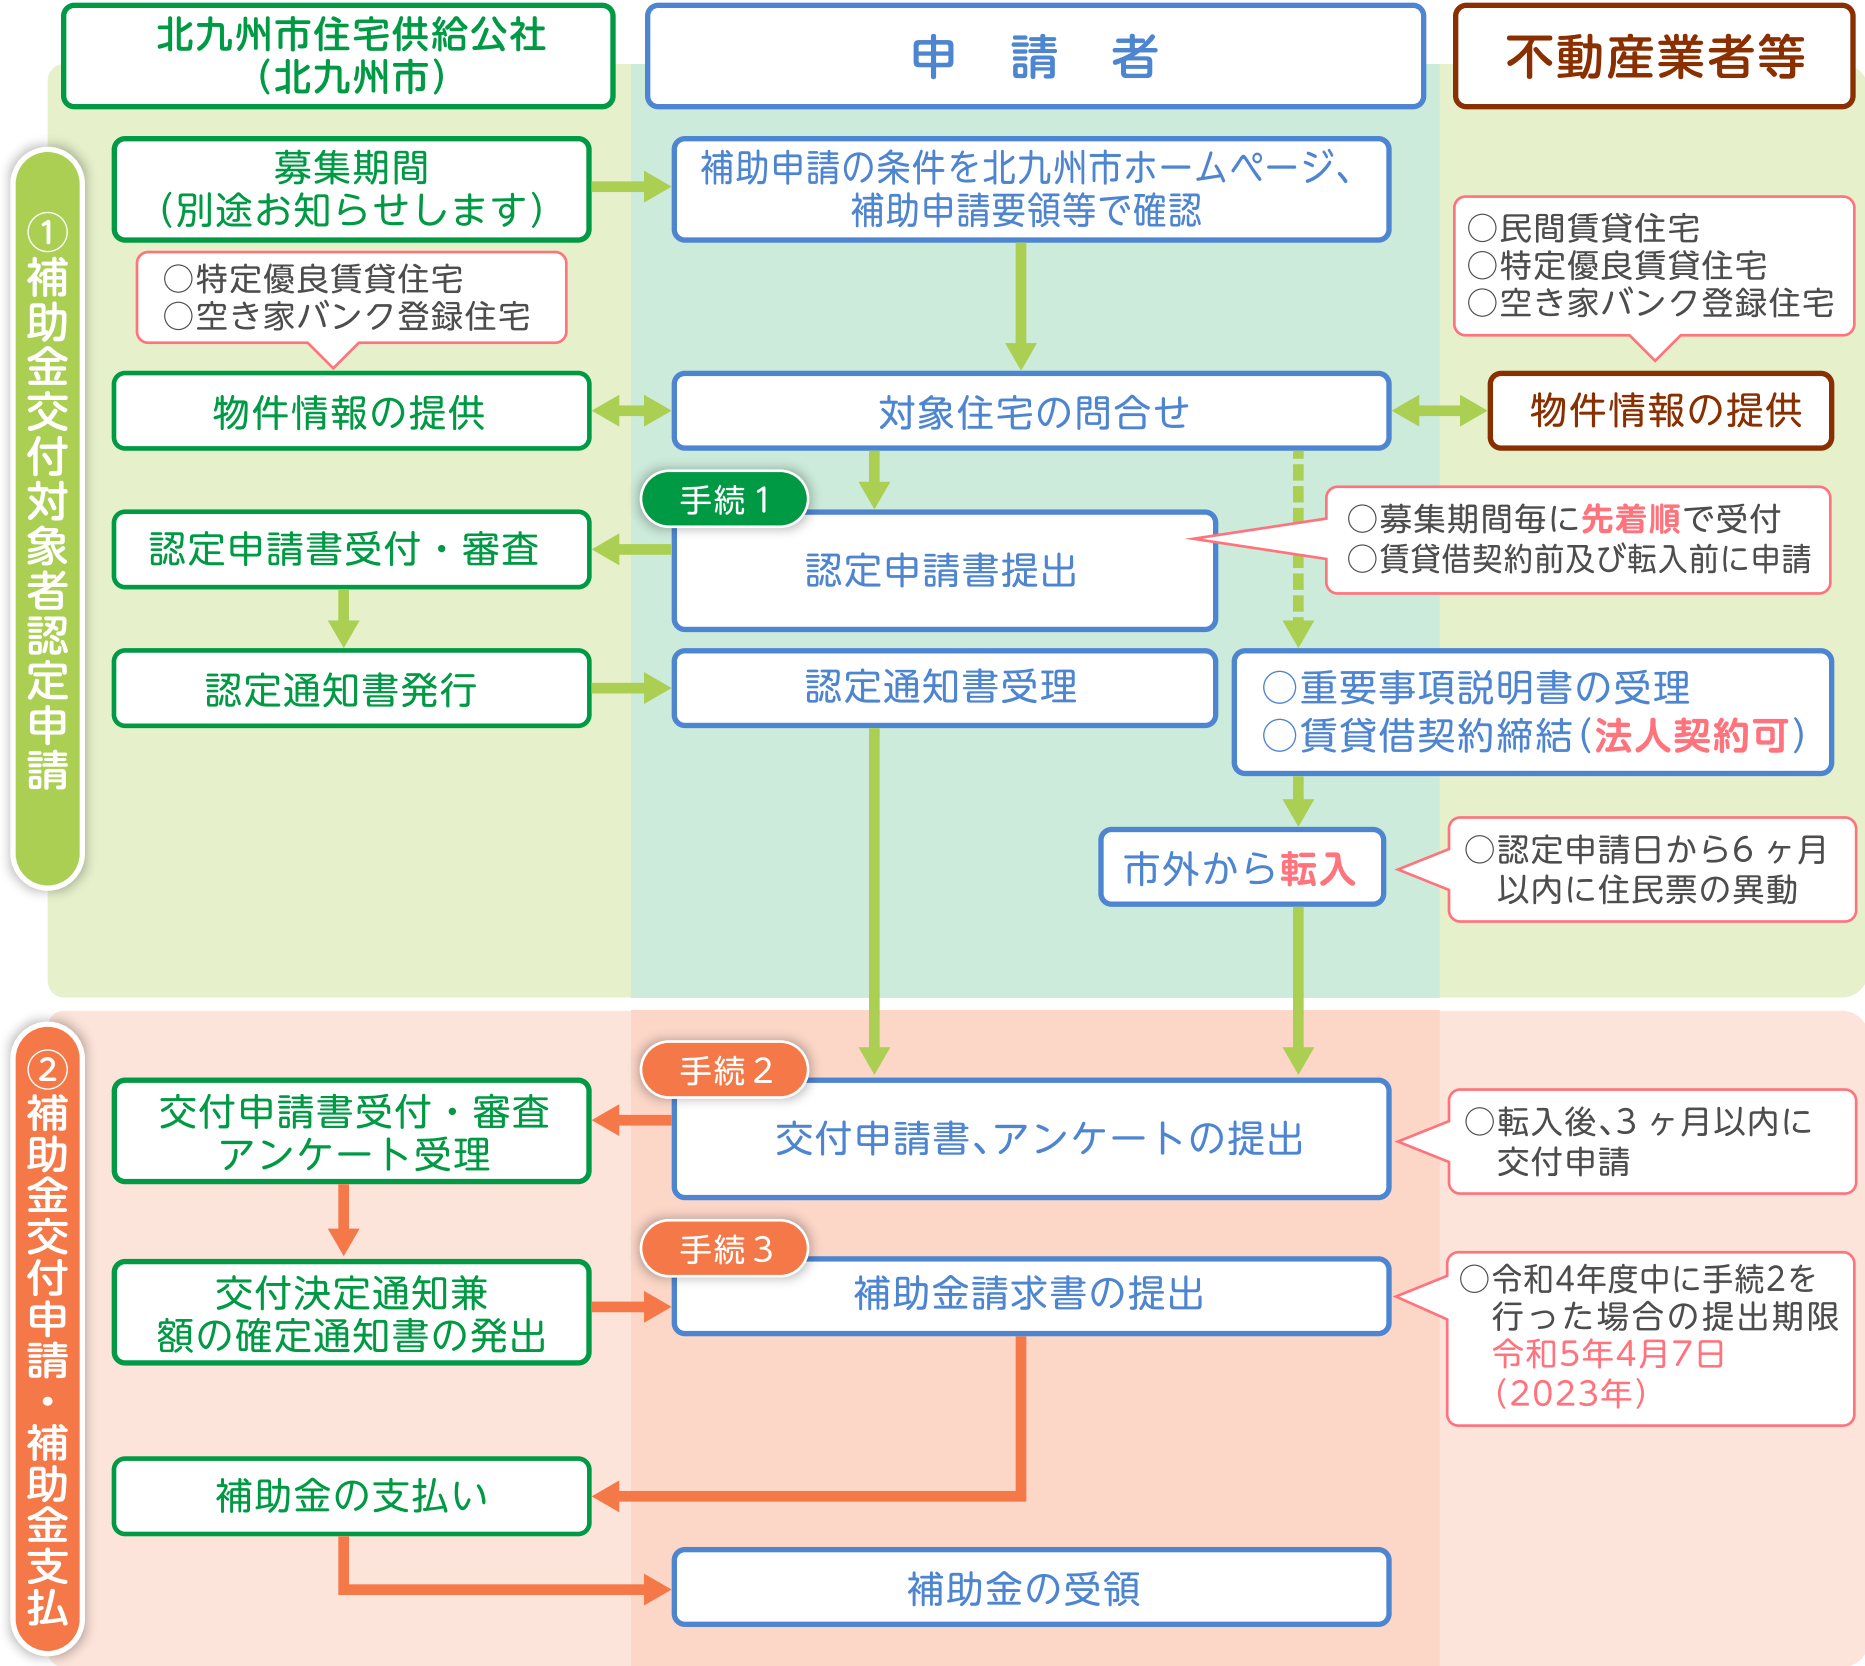 北九州市住宅供給公社
（北九州市）
申　請　者
不動産業者等
①補助金交付対象者認定申請
募集期間
（別途お知らせします）
補助申請の条件を北九州市ホームページ、
補助申請要領等で確認
○特定優良賃貸住宅
○空き家バンク登録住宅
○民間賃貸住宅
○特定優良賃貸住宅
○空き家バンク登録住宅
物件情報の提供
対象住宅の問合せ
物件情報の提供
手続1
認定申請書受付・審査
認定申請書提出
○募集期間毎に先着順で受付
○賃貸借契約前及び転入前に申請
認定通知書発行
認定通知書受理
○重要事項説明書の受理
○賃貸借契約締結（法人契約可）
市外から転入
○認定申請日から6ヶ月
以内に住民票の異動
②補助金交付申請・補助金支払
手続2
交付申請書受付・審査
アンケート受理
交付申請書、アンケートの提出
○転入後、3ヶ月以内に
交付申請
手続3
交付決定通知兼
額の確定通知書の発出
補助金請求書の提出
○令和4年度中に手続2を
行った場合の提出期限
令和5年4月7日
（2023年）
補助金の支払い
補助金の受領